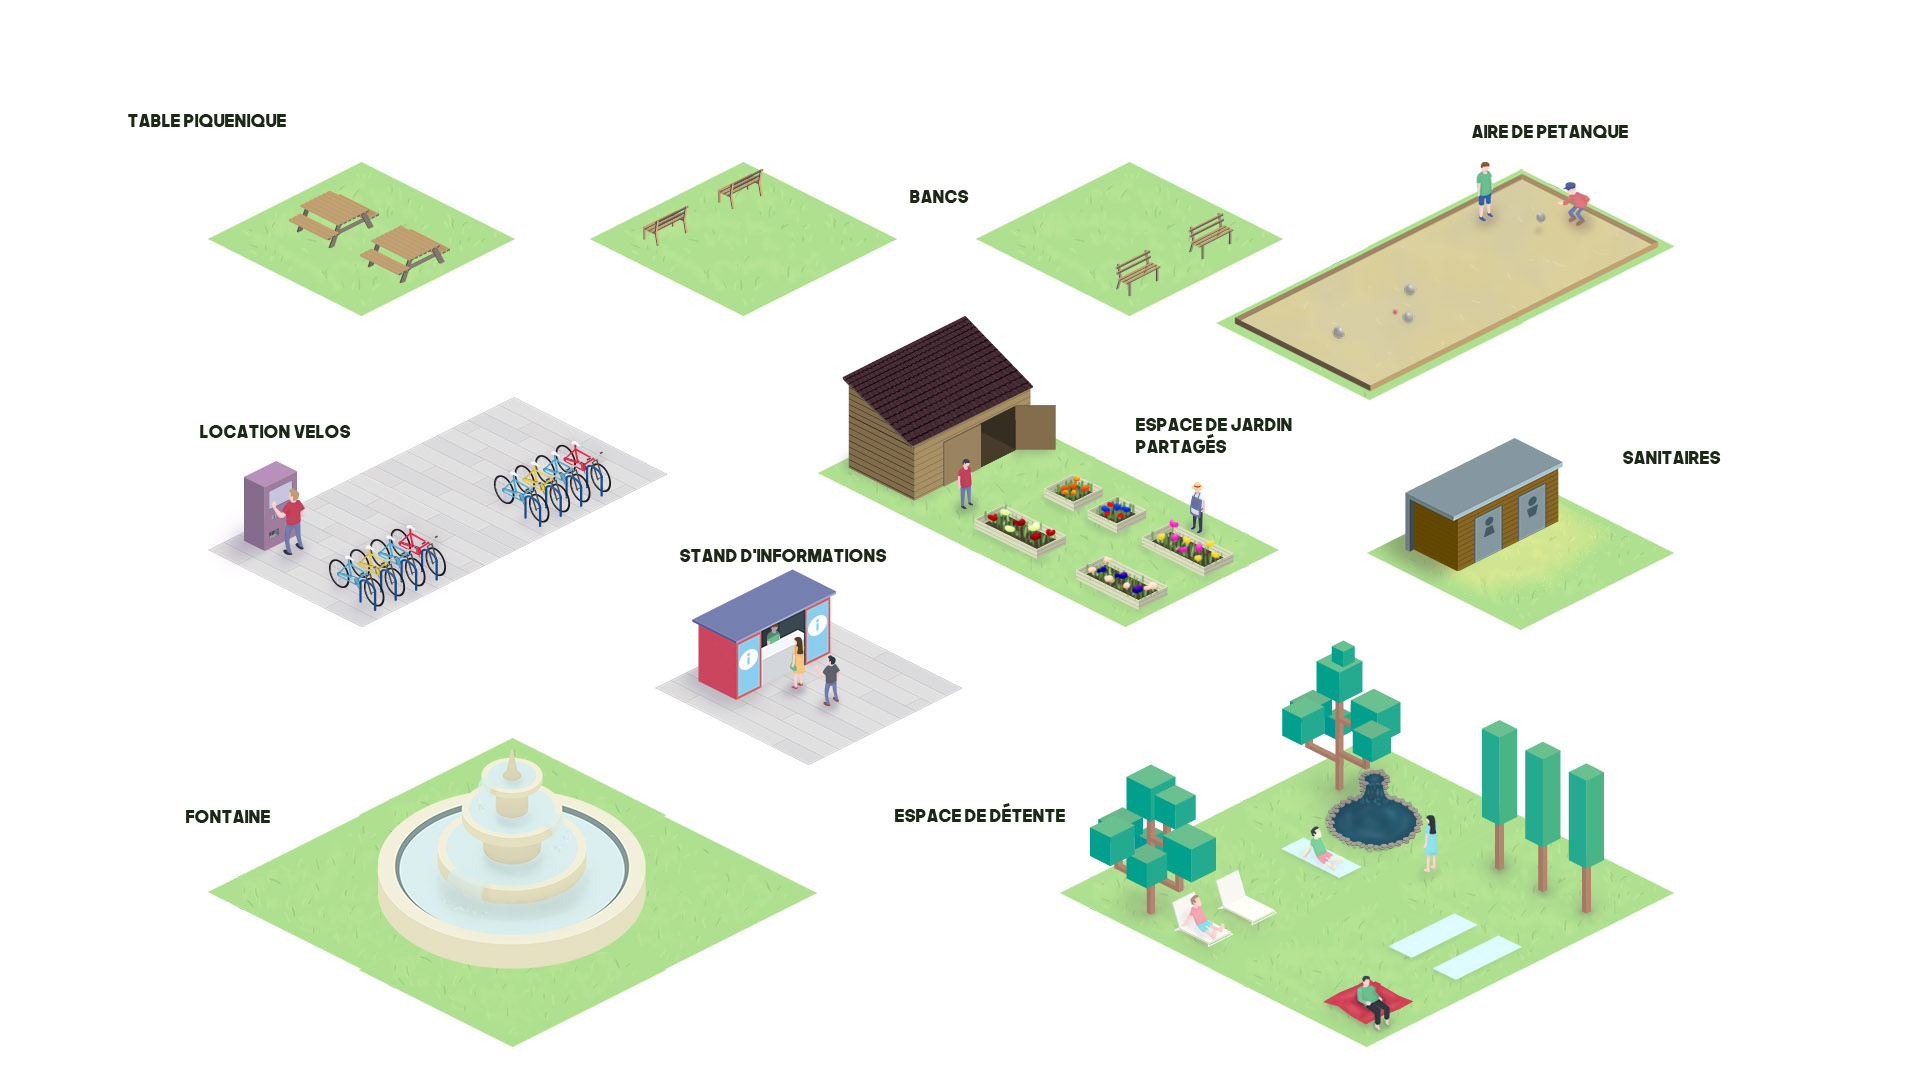 TABLE PIQUENIQUE
AIRE DE PETANQUE
BANCS
LOCATION VELOS
ESPACE DE JARDIN
PARTAGÉS
SANITAIRES
STAND D'INFORMATIONS
i
i
FONTAINE
ESPACE DE DÉTENTE